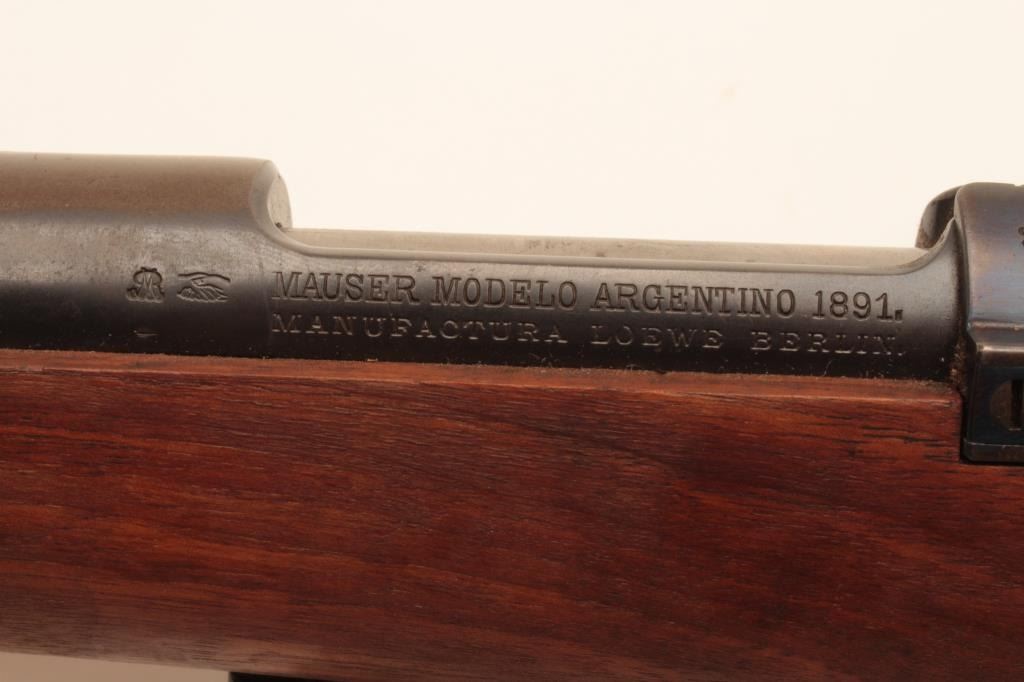 MAUSER MODELO ARGENTINO 1891.
MANUFACTURA LOEWE BERLIN.